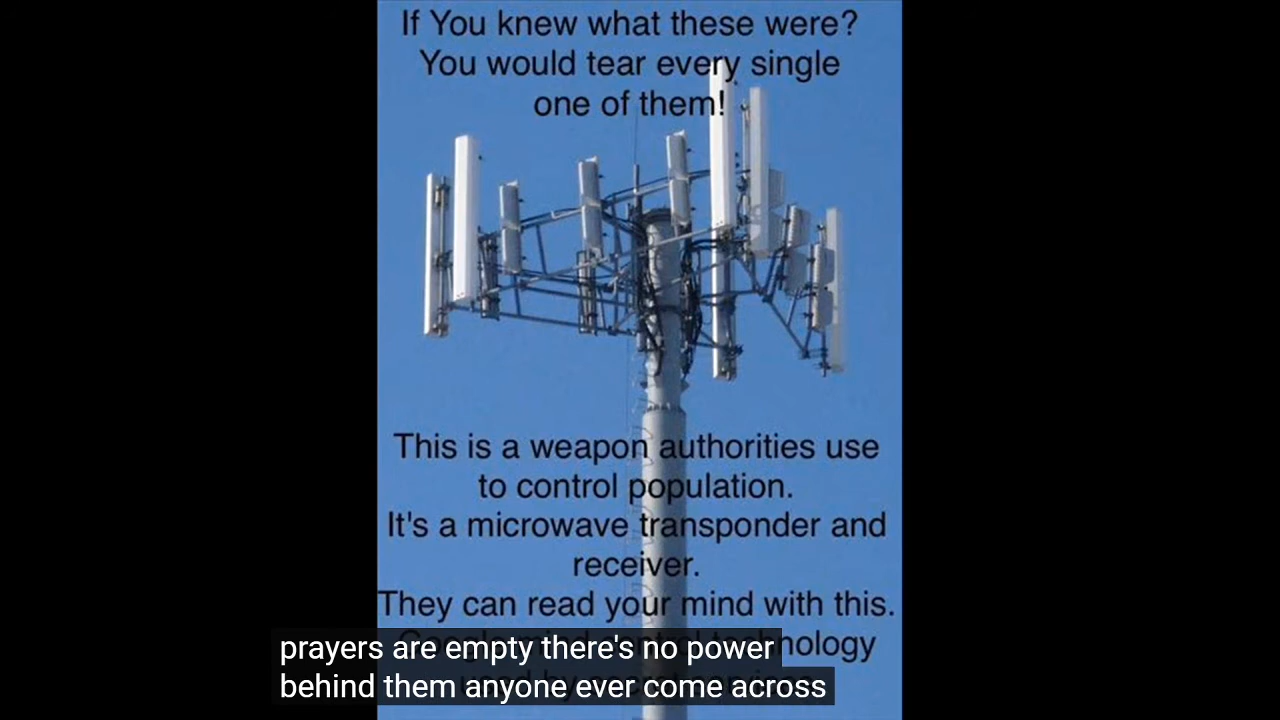 If You knew what these were?
You would tear every single
one of them!
This is a weapon authorities use
to control population.
It's a microwave transponder and
receiver.
They can read your mind with this.
prayers are empty there's no power
behind them anyone ever come across